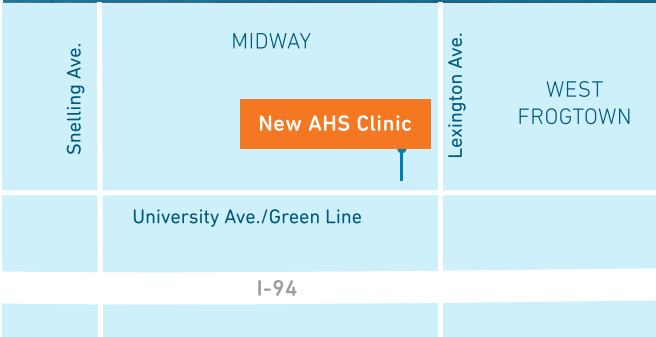 MIDWAY
Snelling Ave.
Lexington Ave.
WEST
FROGTOWN
New AHS Clinic
University Ave./Green Line
I-94